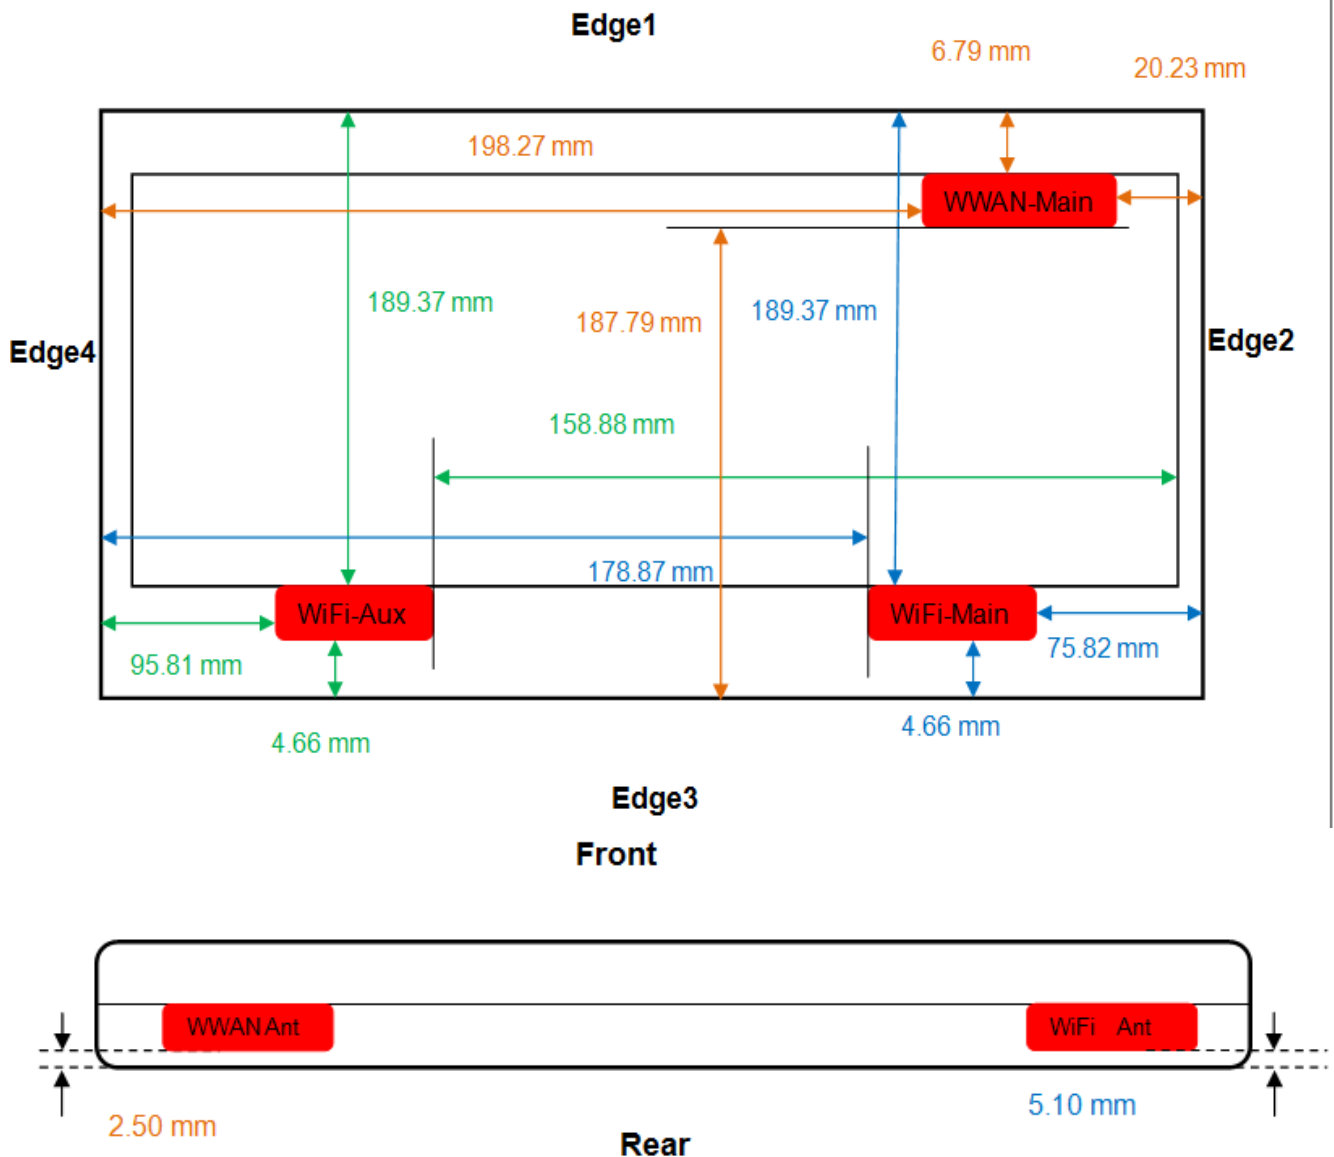 Edge1
6.79 mm
20.23 mm
198.27 mm
WWAN-Main
189.37 mm
187.79 mm
189.37 mm
Edge4
Edge2
158.88 mm
178.87 mm
WiFi-Aux
WiFi-Main
95.81 mm
75.82 mm
4.66 mm
4.66 mm
Edge3
Front
WWAN Ant
WiFi Ant
2.50 mm
5.10 mm
Rear